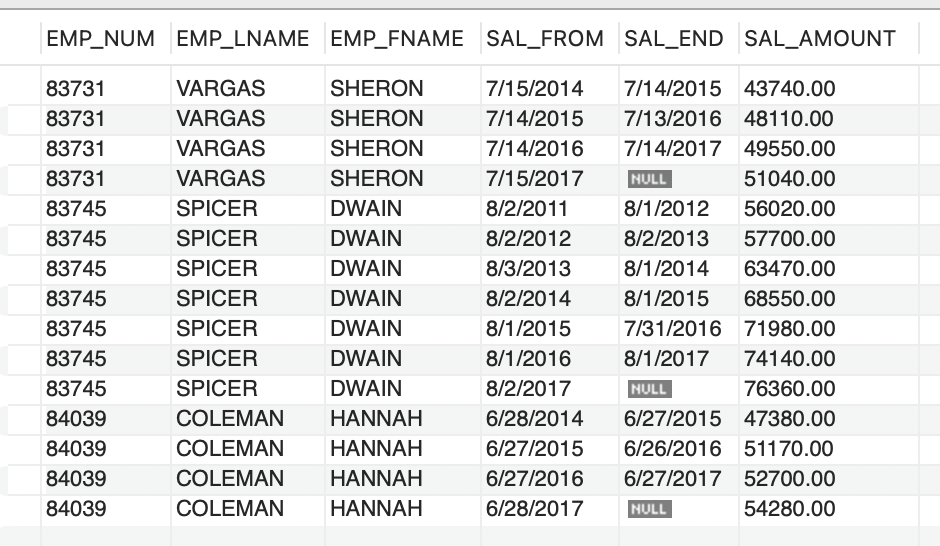 EMP_NUM EMP_LNAME EMP_FNAME SAL_FROM SAL_END SAL_AMOUNT
83731 VARGAS SHERON 7/15/2014 7/14/2015 43740.00
83731 VARGAS SHERON 7/14/2015 7/13/2016 48110.00
83731 VARGAS SHERON 7/14/2016 7/14/2017 49550.00
83731 VARGAS SHERON 7/15/2017 NULL 51040.00
83745 SPICER DWAIN 8/2/2011 8/1/2012 56020.00
83745 SPICER DWAIN 8/2/2012 8/2/2013 57700.00
83745 SPICER DWAIN 8/3/2013 8/1/2014 63470.00
83745 SPICER DWAIN 8/2/2014 8/1/2015 68550.00
83745 SPICER DWAIN 8/1/2015 7/31/2016 71980.00
83745 SPICER DWAIN 8/1/2016 8/1/2017 74140.00
83745 SPICER DWAIN 8/2/2017 NULL 76360.00
84039 COLEMAN HANNAH 6/28/2014 6/27/2015 47380.00
84039 COLEMAN HANNAH 6/27/2015 6/26/2016 51170.00
84039 COLEMAN HANNAH 6/27/2016 6/27/2017 52700.00
84039 COLEMAN HANNAH 6/28/2017 NULL 54280.00